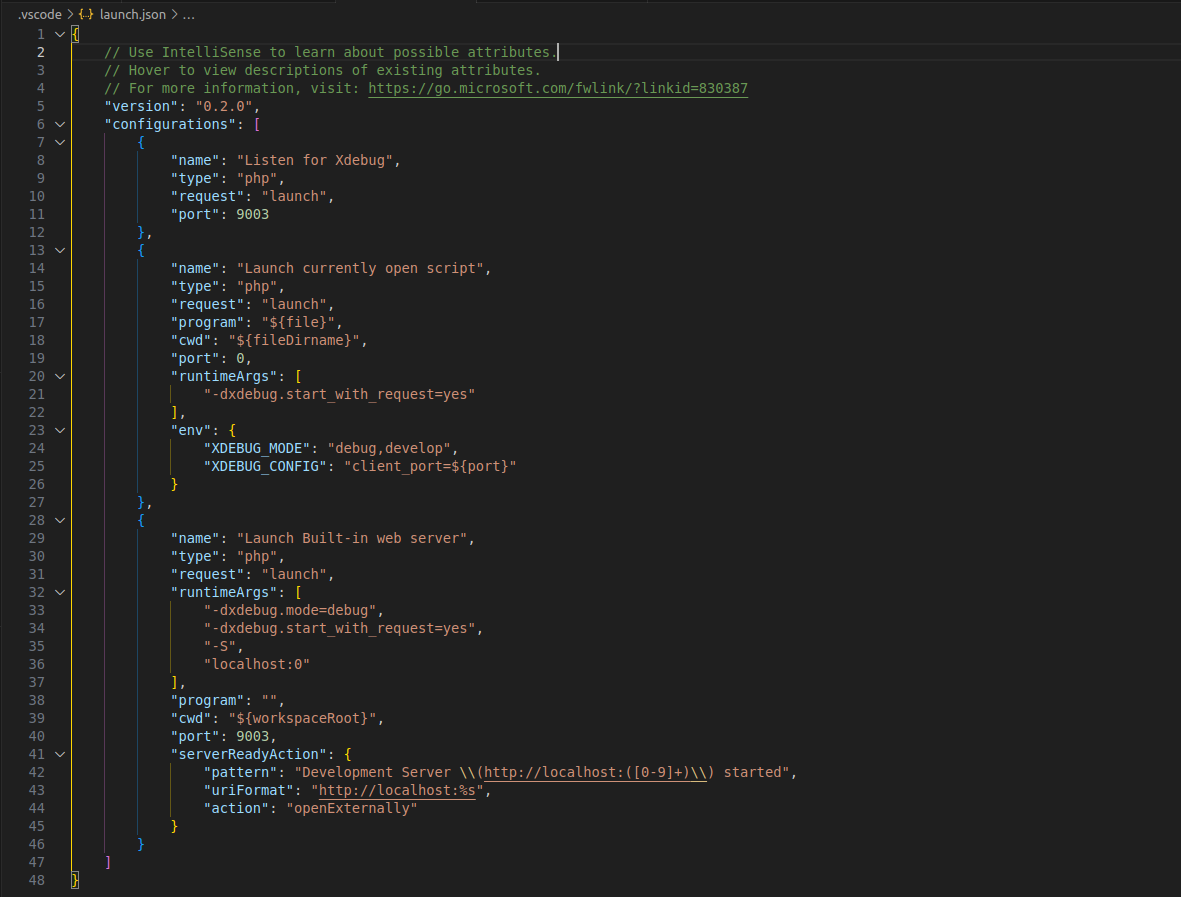 .vscode > {..} launch.json > ...
1 {
2 // Use IntelliSense to learn about possible attributes.
3 // Hover to view descriptions of existing attributes.
4 // For more information, visit: https://go.microsoft.com/fwlink/?linkid=830387
5 "version": "0.2.0",
6 "configurations": [
7 {
8 "name": "Listen for Xdebug",
9 "type": "php",
10 "request": "launch",
11 "port": 9003
12 },
13 {
14 "name": "Launch currently open script",
15 "type": "php",
16 "request": "launch",
17 "program": "${file}",
18 "cwd": "${fileDirname}",
19 "port": 0,
20 "runtimeArgs": [
21 "-dxdebug.start_with_request=yes"
22 ],
23 "env": {
24 "XDEBUG_MODE": "debug,develop",
25 "XDEBUG_CONFIG": "client_port=${port}"
26 }
27 },
28 {
29 "name": "Launch Built-in web server",
30 "type": "php",
31 "request": "launch",
32 "runtimeArgs": [
33 "-dxdebug.mode=debug",
34 "-dxdebug.start_with_request=yes",
35 "-S",
36 "localhost:0"
37 ],
38 "program": "",
39 "cwd": "${workspaceRoot}",
40 "port": 9003,
41 "serverReadyAction": {
42 "pattern": "Development Server \\(http://localhost:([0-9]+)\\) started",
43 "uriFormat": "http://localhost:%s",
44 "action": "openExternally"
45 }
46 }
47 ]
48 }